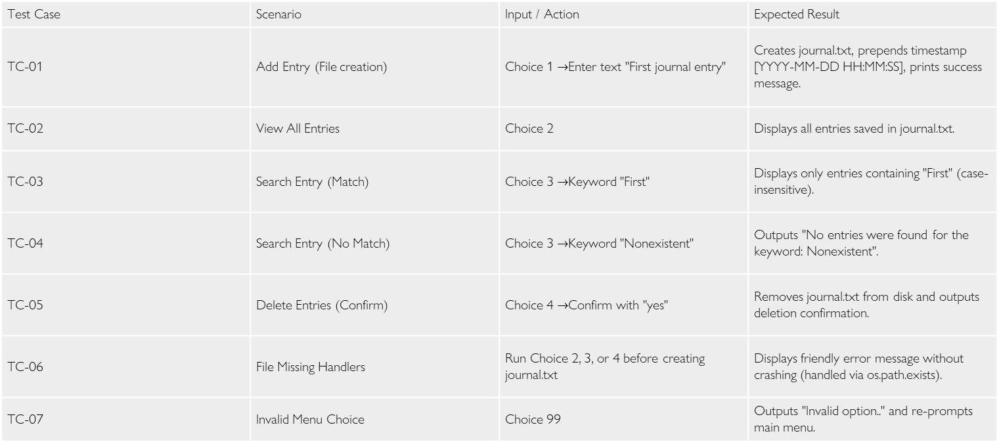 Test Case
Scenario
Input / Action
Expected Result
TC-01
Add Entry (File creation)
Choice 1 →Enter text "First journal entry"
Creates journal.txt, prepends timestamp
[YYYY-MM-DD HH:MM:SS], prints success
message.
TC-02
View All Entries
Choice 2
Displays all entries saved in journal.txt.
TC-03
Search Entry (Match)
Choice 3 →Keyword "First"
Displays only entries containing "First" (case-
insensitive).
TC-04
Search Entry (No Match)
Choice 3 →Keyword "Nonexistent"
Outputs "No entries were found for the
keyword: Nonexistent".
TC-05
Delete Entries (Confirm)
Choice 4 →Confirm with "yes"
Removes journal.txt from disk and outputs
deletion confirmation.
TC-06
File Missing Handlers
Run Choice 2, 3, or 4 before creating
journal.txt
Displays friendly error message without
crashing (handled via os.path.exists).
TC-07
Invalid Menu Choice
Choice 99
Outputs "Invalid option.." and re-prompts
main menu.